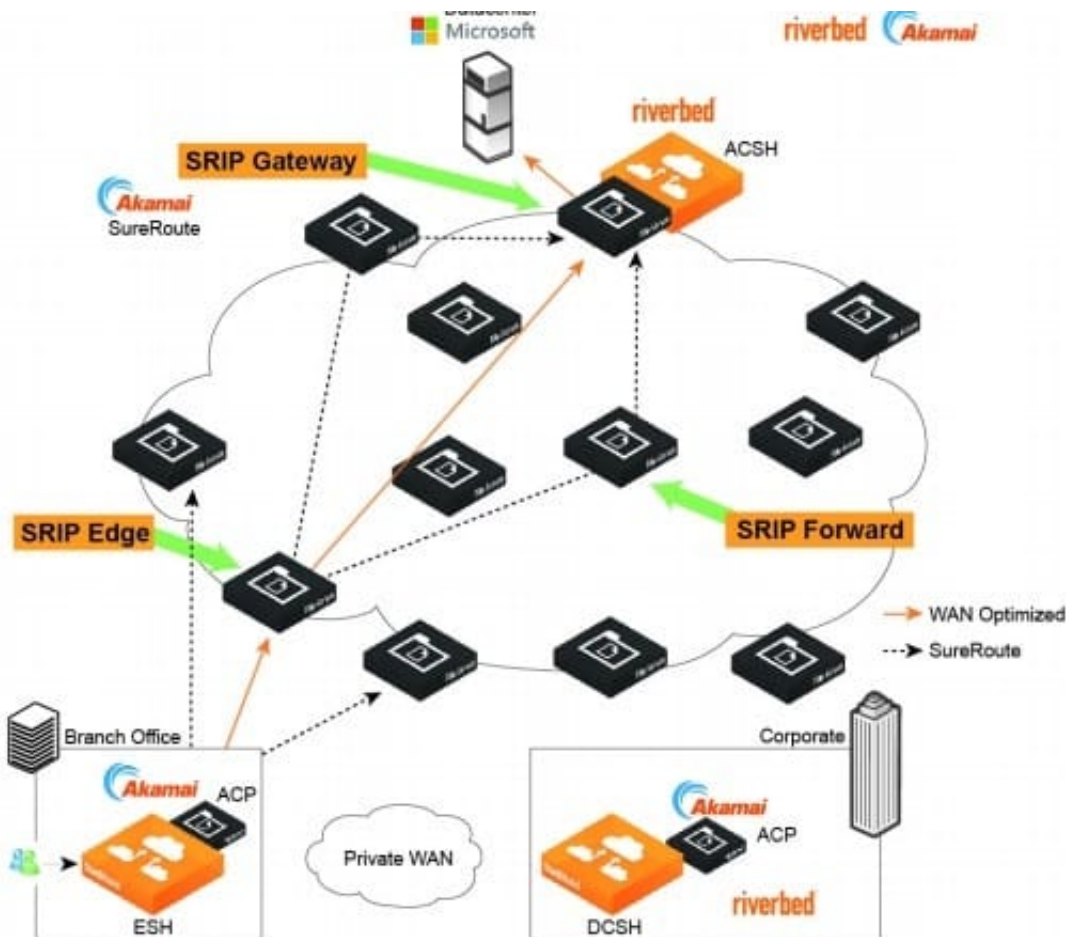 Datacenter
Microsoft
riverbed Akamai
riverbed
ACSH
SRIP Gateway
Akamai
SureRoute
SRIP Edge
SRIP Forward
WAN Optimized
SureRoute
Branch Office
Corporate
Akamai
ACP
Akamai
ACP
Private WAN
riverbed
ESH
DCSH